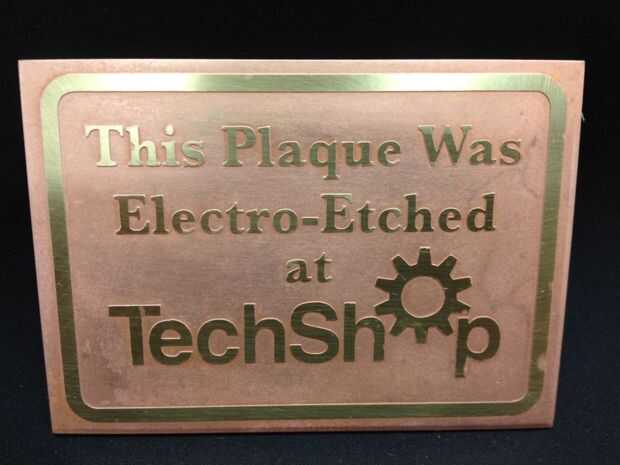 This Plaque Was
Electro-Etched
at
TechShop